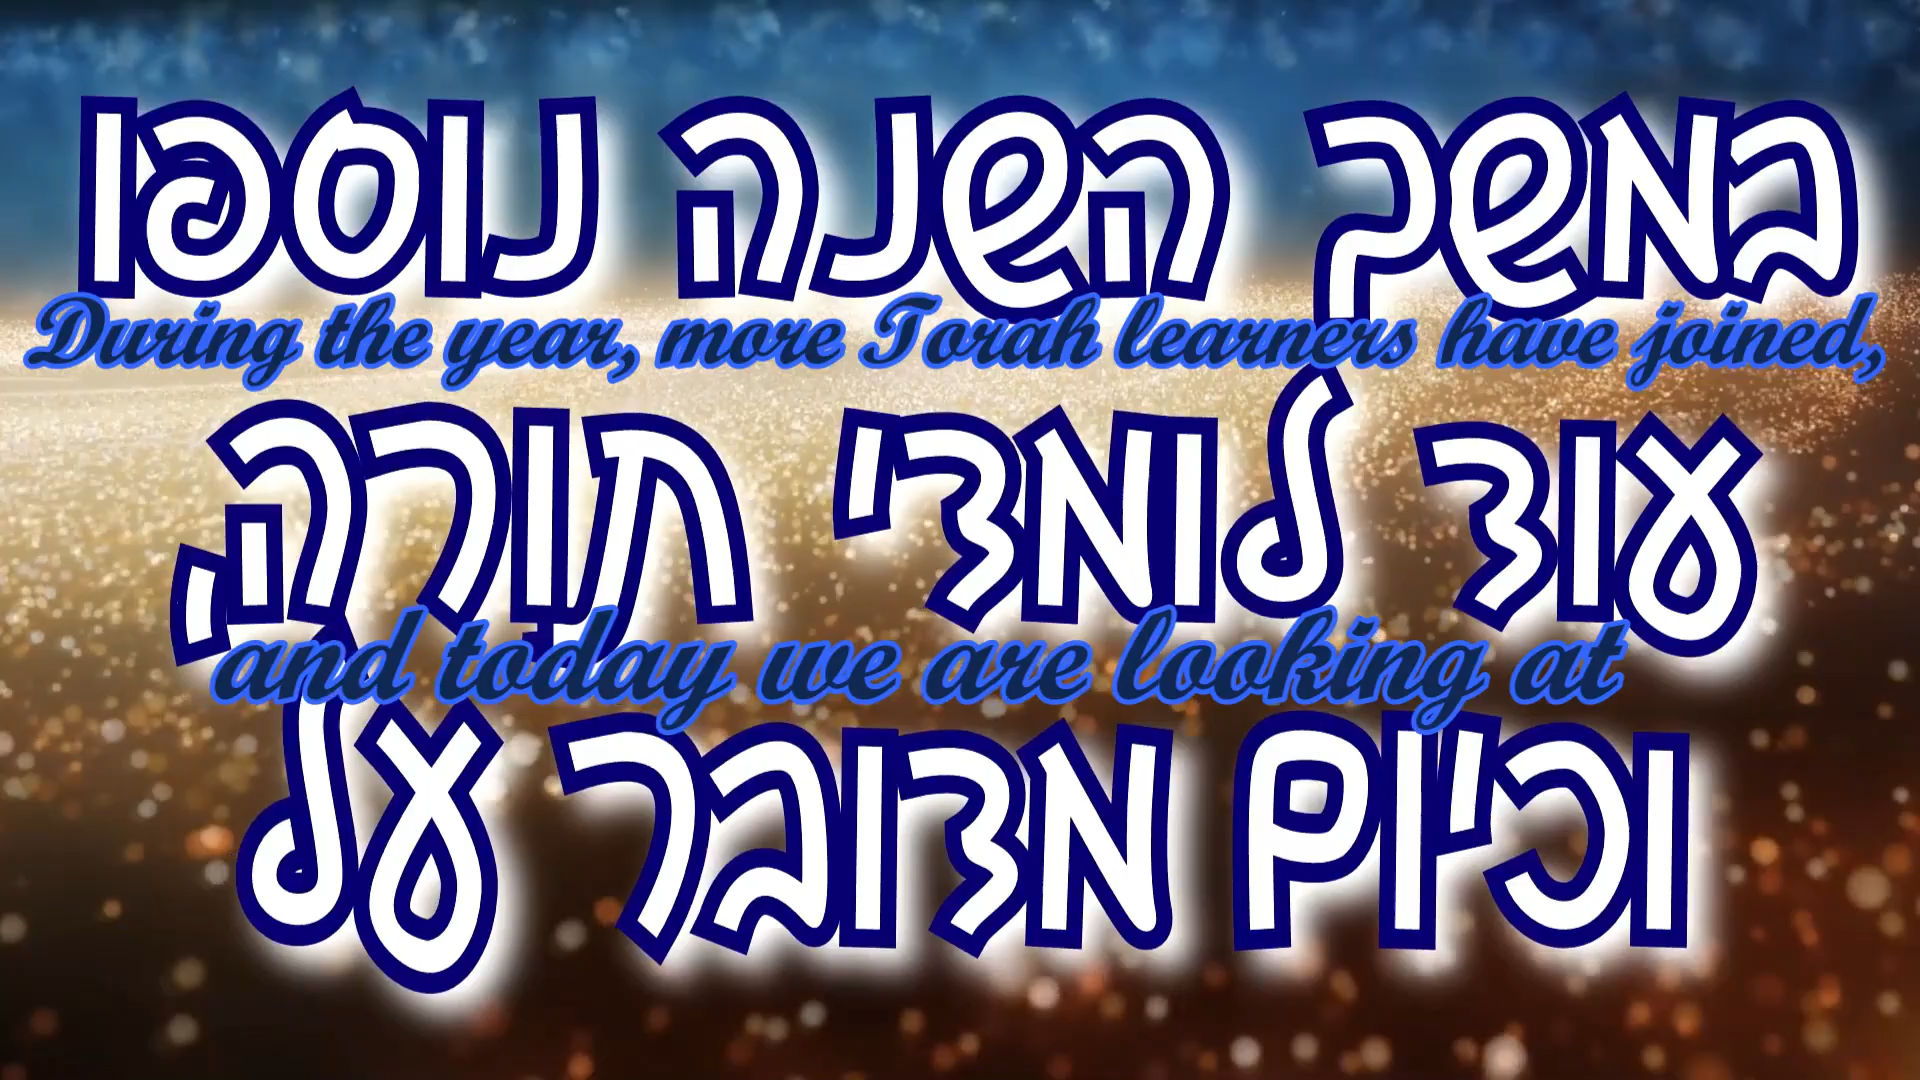 במשך השנה נוספו
During the year, more Torah learners have joined,
עוד לומדי תורה,
and today we are looking at
וכיום מדובר על